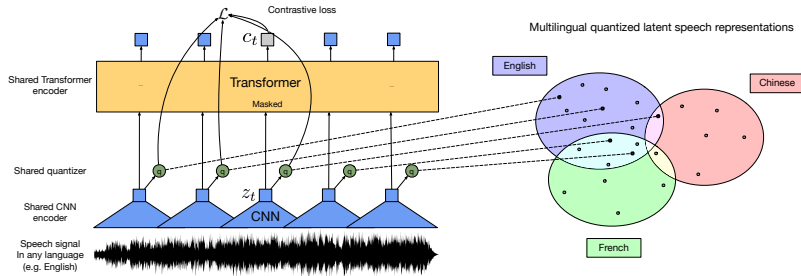 Contrastive loss
ℒ
c_t
Multilingual quantized latent speech representations
English
Chinese
Shared Transformer
encoder
...
Transformer
...
Masked
Shared quantizer
q
q
q
q
q
z_t
Shared CNN
encoder
CNN
French
Speech signal
In any language
(e.g. English)